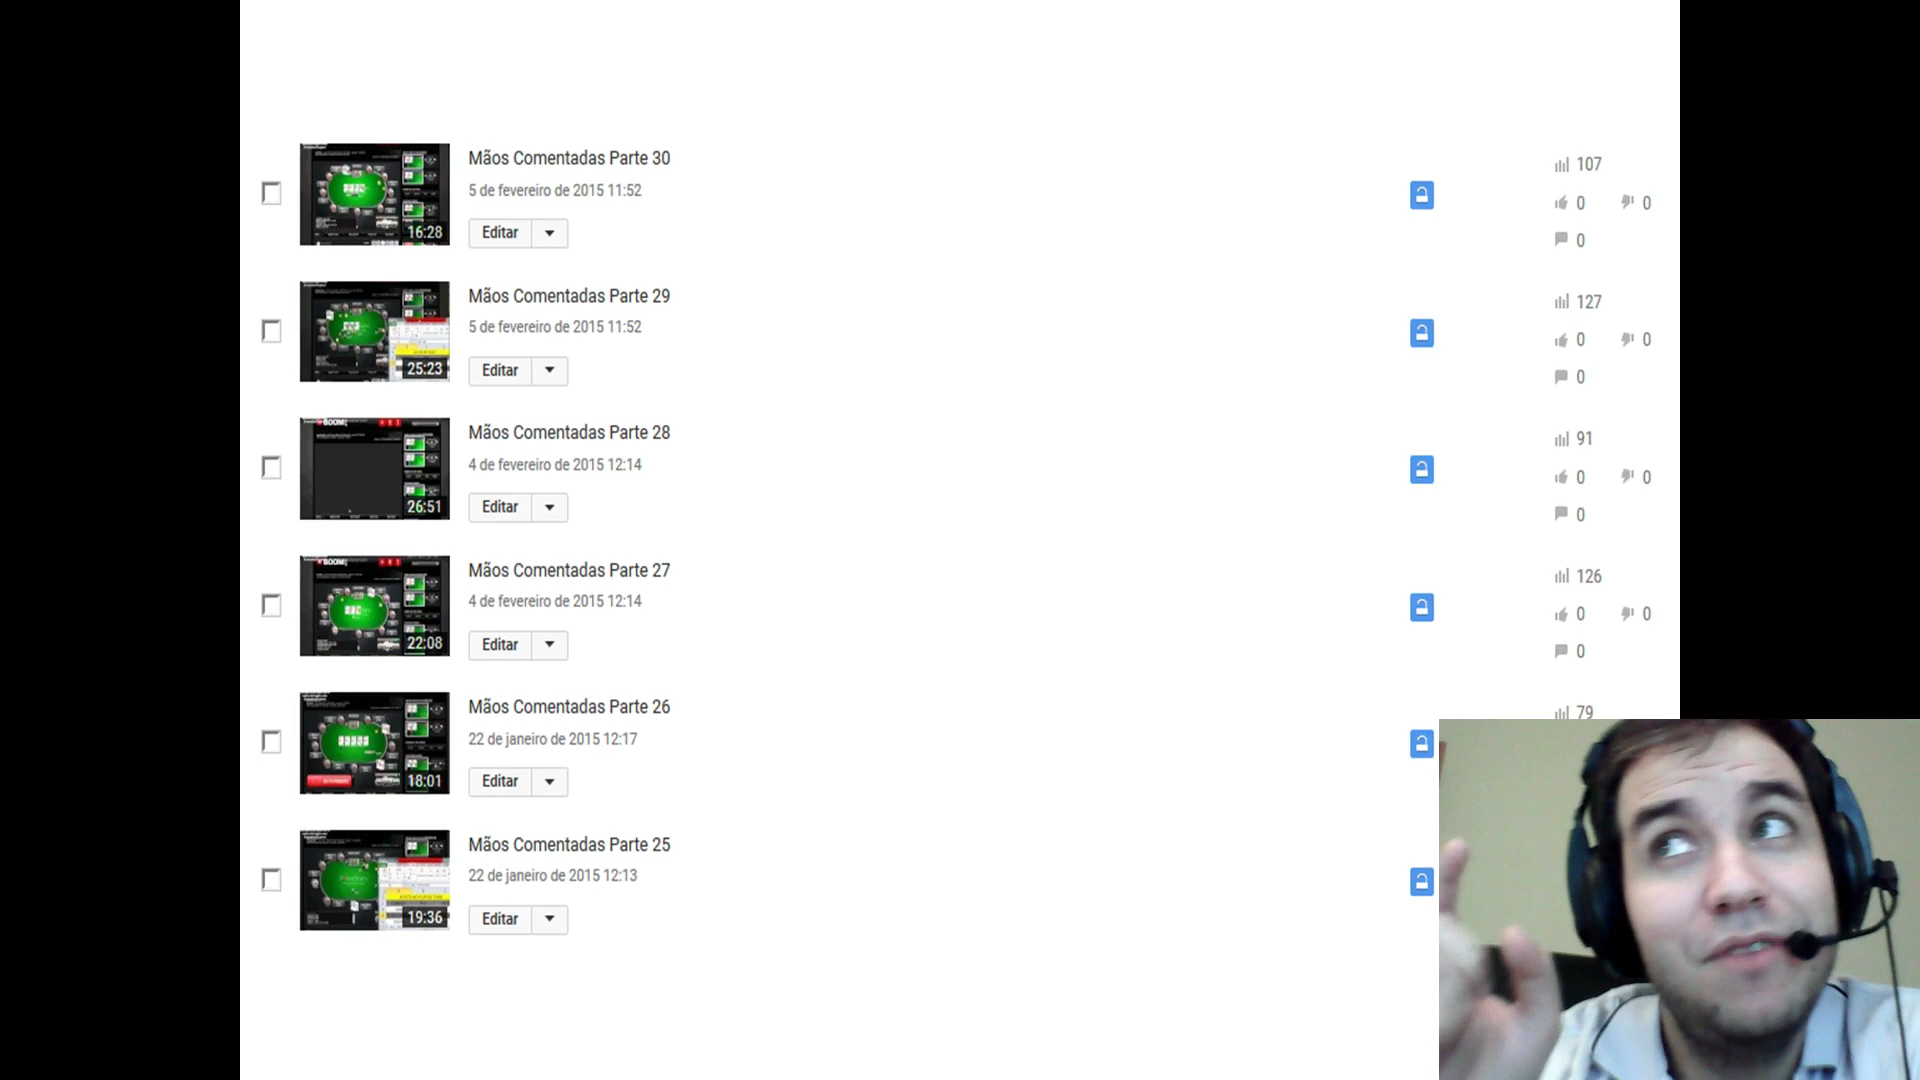 Mãos Comentadas Parte 30
5 de fevereiro de 2015 11:52
Editar
16:28
107
0
0
0
Mãos Comentadas Parte 29
5 de fevereiro de 2015 11:52
Editar
25:23
127
0
0
0
BOOM!
Mãos Comentadas Parte 28
4 de fevereiro de 2015 12:14
Editar
26:51
91
0
0
0
BOOM!
Mãos Comentadas Parte 27
4 de fevereiro de 2015 12:14
Editar
22:08
126
0
0
0
Mãos Comentadas Parte 26
22 de janeiro de 2015 12:17
Editar
18:01
79
Mãos Comentadas Parte 25
22 de janeiro de 2015 12:13
Editar
19:36